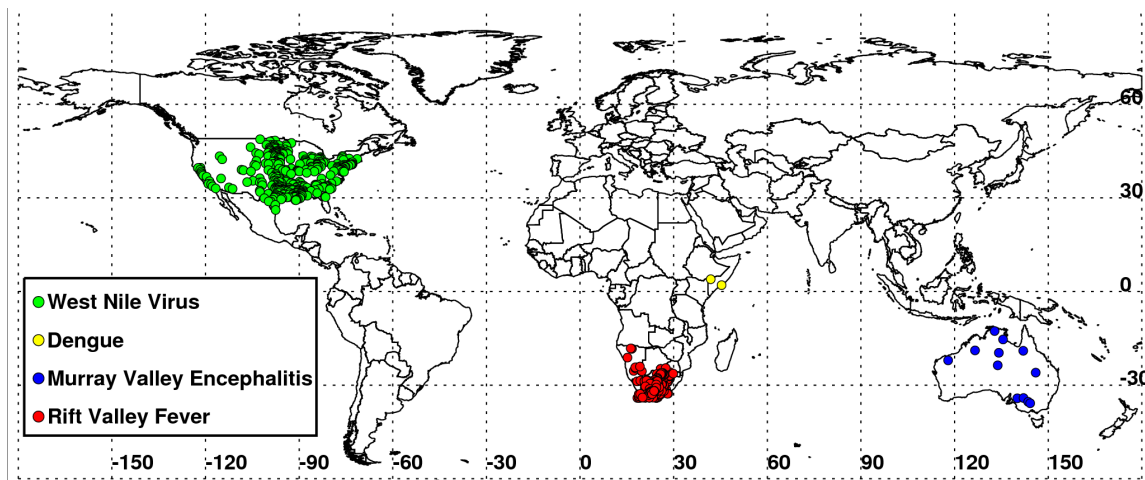 60
30
0
-30
West Nile Virus
Dengue
Murray Valley Encephalitis
Rift Valley Fever
-150 -120 -90 -60 -30 0 30 60 90 120 150